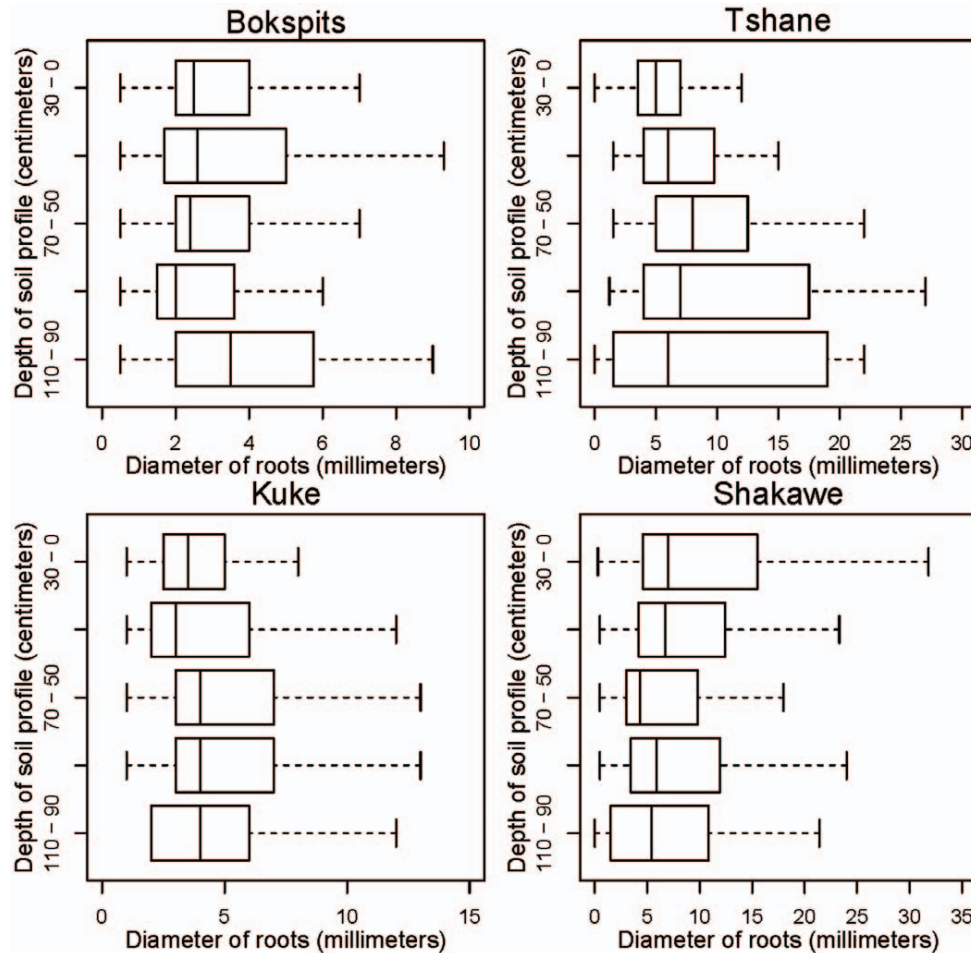 Bokspits
Depth of soil profile (centimeters)
30 – 0
70 – 50
110 – 90
0 2 4 6 8 10
Diameter of roots (millimeters)
Tshane
Depth of soil profile (centimeters)
30 – 0
70 – 50
110 – 90
0 5 10 15 20 25 30
Diameter of roots (millimeters)
Kuke
Depth of soil profile (centimeters)
30 – 0
70 – 50
110 – 90
0 5 10 15
Diameter of roots (millimeters)
Shakawe
Depth of soil profile (centimeters)
30 – 0
70 – 50
110 – 90
0 5 10 15 20 25 30 35
Diameter of roots (millimeters)